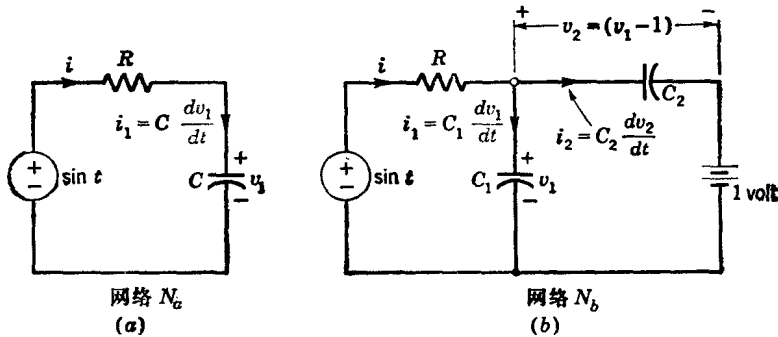 i
R
i₁ = C dv₁/dt
+
−
sin t
C
+
v₁
−
网络 Nₐ
(a)
+
v₂ = (v₁ − 1)
−
i
R
i₁ = C₁ dv₁/dt
i₂ = C₂ dv₂/dt
C₂
+
−
sin t
C₁
+
v₁
−
1 volt
网络 N_b
(b)